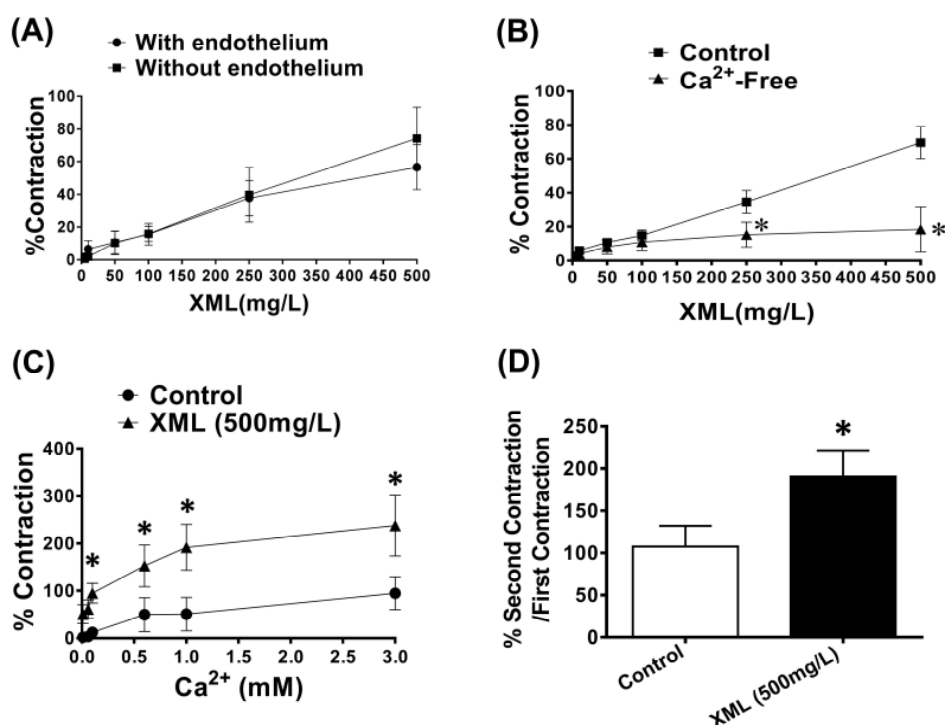 (A)
With endothelium
Without endothelium
%Contraction
100
80
60
40
20
0
0 50 100 150 200 250 300 350 400 450 500
XML(mg/L)
(B)
Control
Ca²⁺-Free
% Contraction
100
80
60
40
20
0
*
*
0 50 100 150 200 250 300 350 400 450 500
XML(mg/L)
(C)
Control
XML (500mg/L)
% Contraction
400
300
200
100
0
*
*
*
*
0.0 0.5 1.0 1.5 2.0 2.5 3.0
Ca²⁺ (mM)
(D)
% Second Contraction
/First Contraction
250
200
150
100
50
0
*
Control
XML (500mg/L)